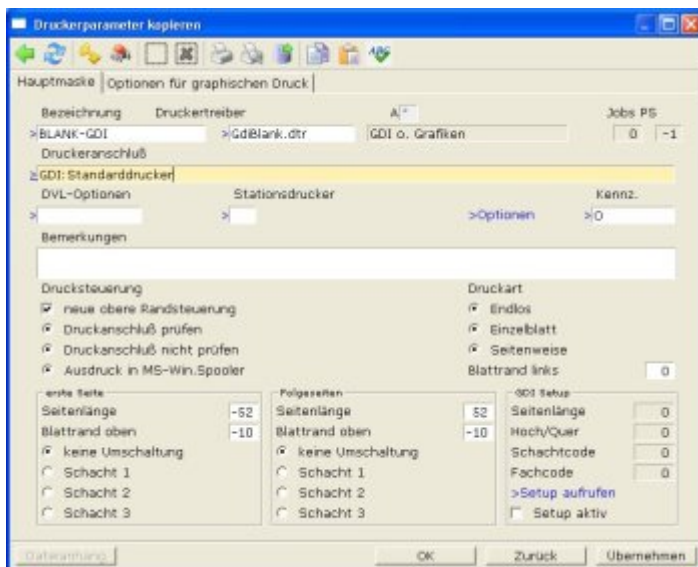 Druckerparameter kopieren
ABC
Hauptmaske Optionen für graphischen Druck
Bezeichnung Druckertreiber A * Jobs PS
>BLANK-GDI >GdiBlank.dtr GDI o. Grafiken 0 -1
Druckeranschluß
>GDI:Standarddrucker
DVL-Optionen Stationsdrucker Kennz.
> > >Optionen >0
Bemerkungen
Drucksteuerung Druckart
neue obere Randsteuerung Endlos
Druckanschluß prüfen Einzelblatt
Druckanschluß nicht prüfen Seitenweise
Ausdruck in MS-Win.Spooler Blattrand links 0
erste Seite Folgeseiten GDI Setup
Seitenlänge -52 Seitenlänge 52 Seitenlänge 0
Blattrand oben -10 Blattrand oben -10 Hoch/Quer 0
keine Umschaltung keine Umschaltung Schachtcode 0
Schacht 1 Schacht 1 Fachcode 0
Schacht 2 Schacht 2 >Setup aufrufen
Schacht 3 Schacht 3 Setup aktiv
Dateianhang OK Zurück Übernehmen